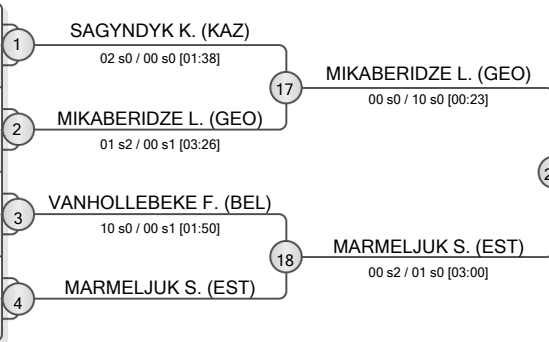 SAGYNDYK K. (KAZ)
1
02 s0 / 00 s0 [01:38]
MIKABERIDZE L. (GEO)
17
00 s0 / 10 s0 [00:23]
MIKABERIDZE L. (GEO)
2
01 s2 / 00 s1 [03:26]
VANHOLLEBEKE F. (BEL)
3
10 s0 / 00 s1 [01:50]
MARMELJUK S. (EST)
18
00 s2 / 01 s0 [03:00]
MARMELJUK S. (EST)
4